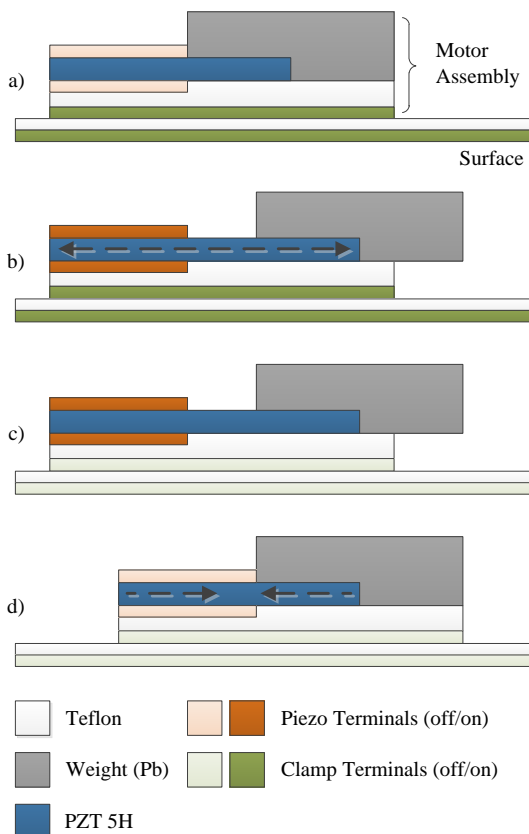 Motor
Assembly
a)
Surface
b)
c)
d)
Teflon
Piezo Terminals (off/on)
Weight (Pb)
Clamp Terminals (off/on)
PZT 5H